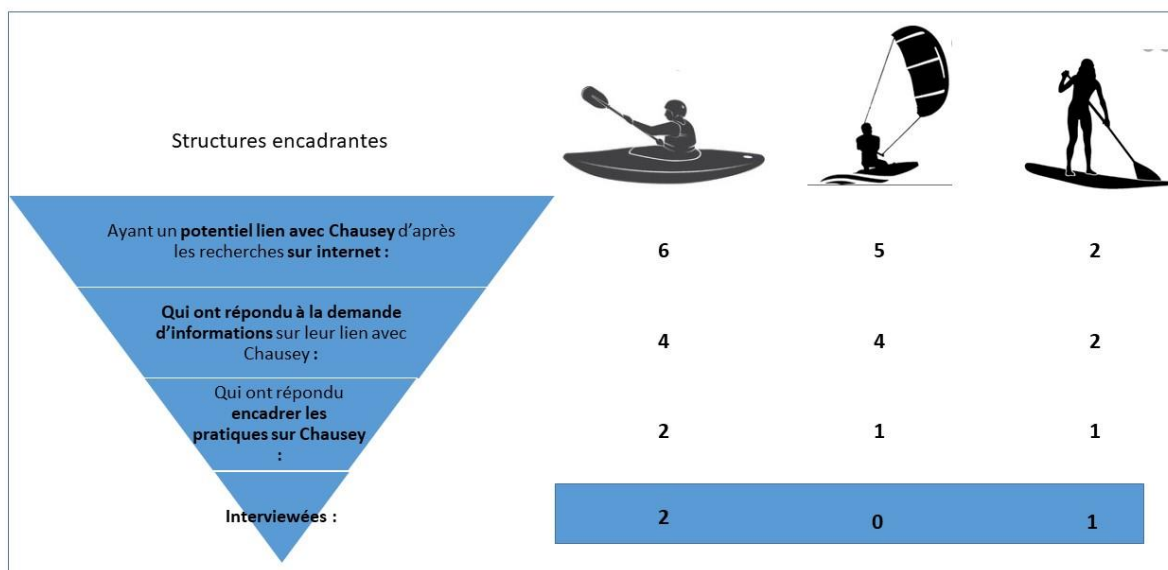 Structures encadrantes
Ayant un potentiel lien avec Chausey d’après
les recherches sur internet :
6 5 2
Qui ont répondu à la demande
d’informations sur leur lien avec
Chausey :
4 4 2
Qui ont répondu
encadrer les
pratiques sur Chausey
:
2 1 1
Interviewées :
2 0 1